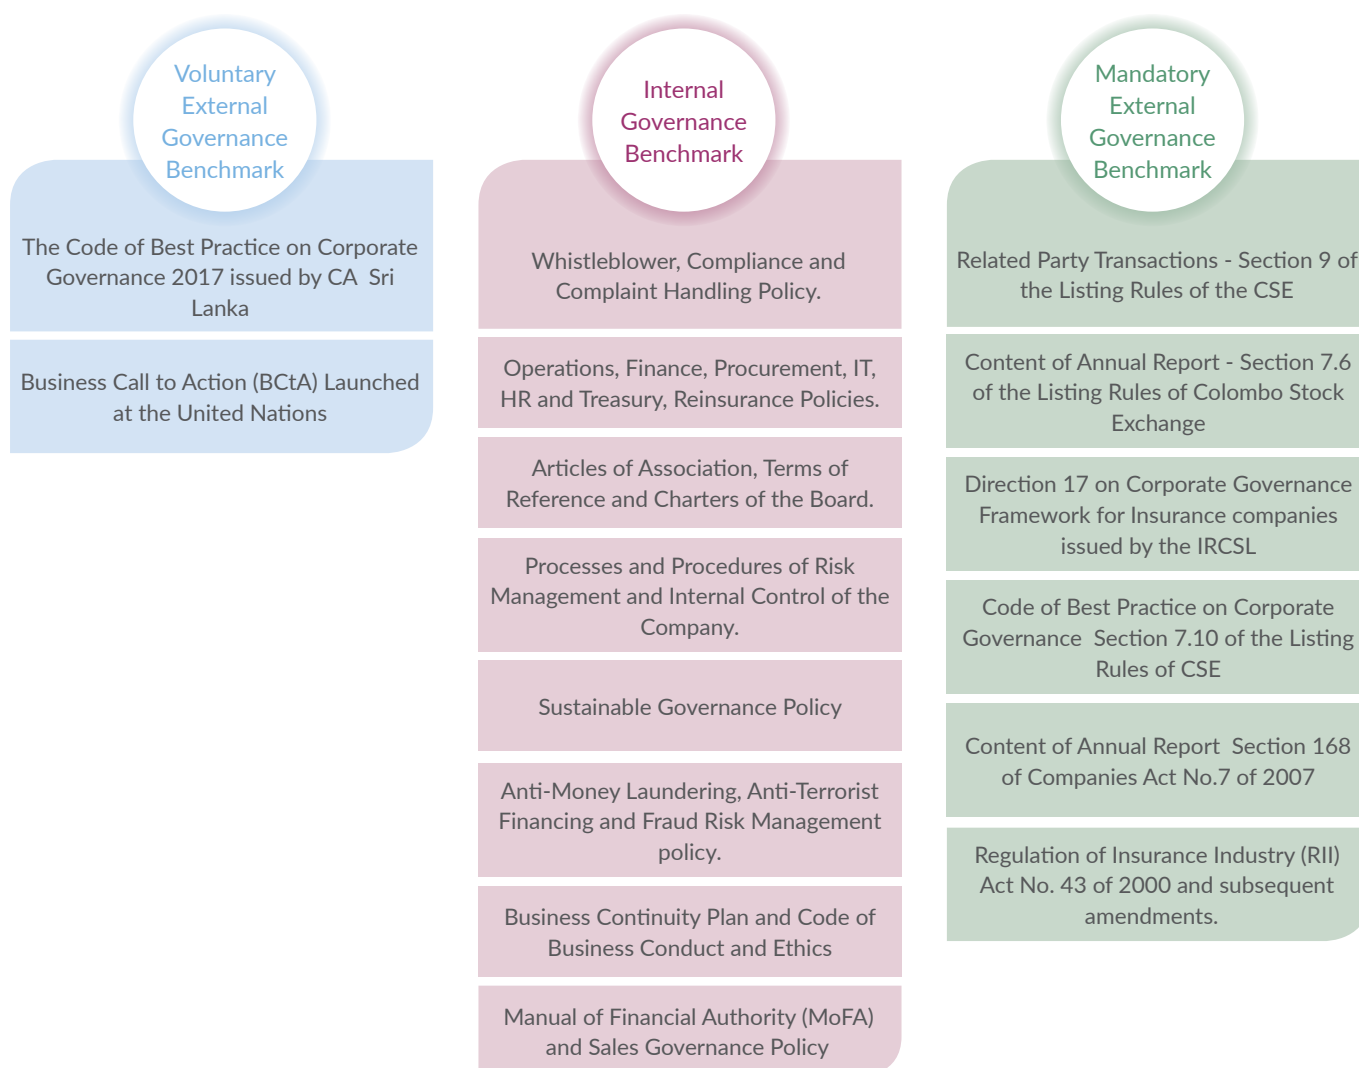 Voluntary
External
Governance
Benchmark
The Code of Best Practice on Corporate
Governance 2017 issued by CA Sri
Lanka
Business Call to Action (BCtA) Launched
at the United Nations
Internal
Governance
Benchmark
Whistleblower, Compliance and
Complaint Handling Policy.
Operations, Finance, Procurement, IT,
HR and Treasury, Reinsurance Policies.
Articles of Association, Terms of
Reference and Charters of the Board.
Processes and Procedures of Risk
Management and Internal Control of the
Company.
Sustainable Governance Policy
Anti-Money Laundering, Anti-Terrorist
Financing and Fraud Risk Management
policy.
Business Continuity Plan and Code of
Business Conduct and Ethics
Manual of Financial Authority (MoFA)
and Sales Governance Policy
Mandatory
External
Governance
Benchmark
Related Party Transactions - Section 9 of
the Listing Rules of the CSE
Content of Annual Report - Section 7.6
of the Listing Rules of Colombo Stock
Exchange
Direction 17 on Corporate Governance
Framework for Insurance companies
issued by the IRCSL
Code of Best Practice on Corporate
Governance Section 7.10 of the Listing
Rules of CSE
Content of Annual Report Section 168
of Companies Act No.7 of 2007
Regulation of Insurance Industry (RII)
Act No. 43 of 2000 and subsequent
amendments.